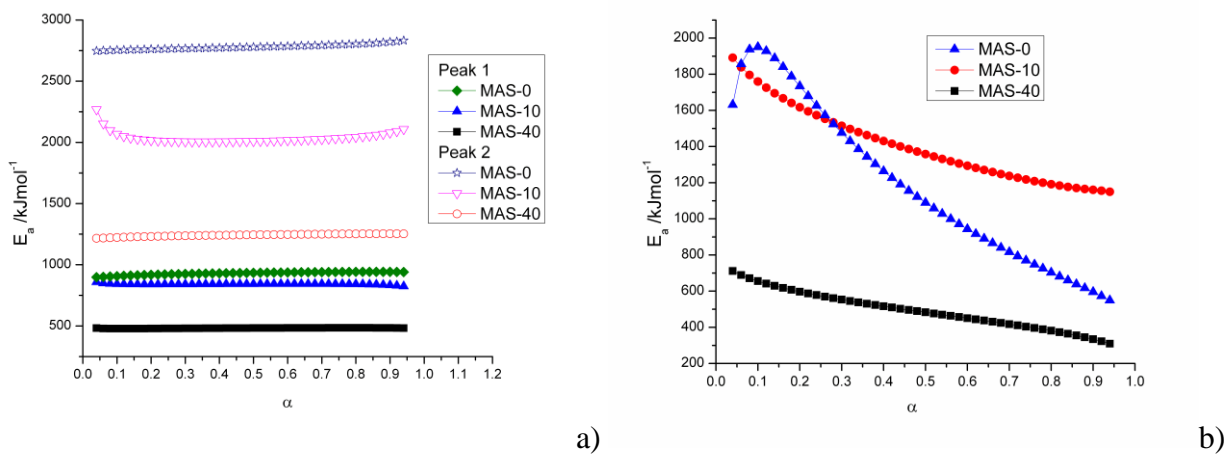 3000
2500
2000
1500
1000
500
E_a /kJmol^-1
0.0 0.1 0.2 0.3 0.4 0.5 0.6 0.7 0.8 0.9 1.0 1.1 1.2
α
Peak 1
MAS-0
MAS-10
MAS-40
Peak 2
MAS-0
MAS-10
MAS-40
a)
2000
1800
1600
1400
1200
1000
800
600
400
200
E_a /kJmol^-1
0.0 0.1 0.2 0.3 0.4 0.5 0.6 0.7 0.8 0.9 1.0
α
MAS-0
MAS-10
MAS-40
b)